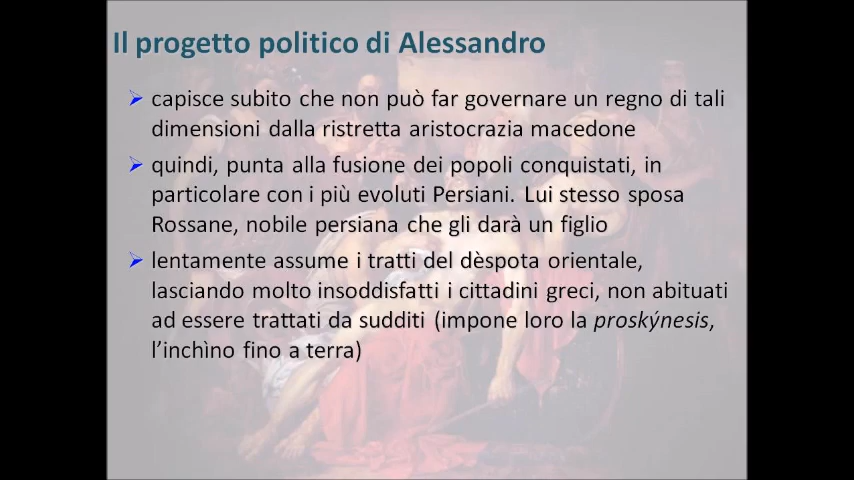 Il progetto politico di Alessandro
capisce subito che non può far governare un regno di tali
dimensioni dalla ristretta aristocrazia macedone
quindi, punta alla fusione dei popoli conquistati, in
particolare con i più evoluti Persiani. Lui stesso sposa
Rossane, nobile persiana che gli darà un figlio
lentamente assume i tratti del dèspota orientale,
lasciando molto insoddisfatti i cittadini greci, non abituati
ad essere trattati da sudditi (impone loro la proskýnesis,
l’inchìno fino a terra)